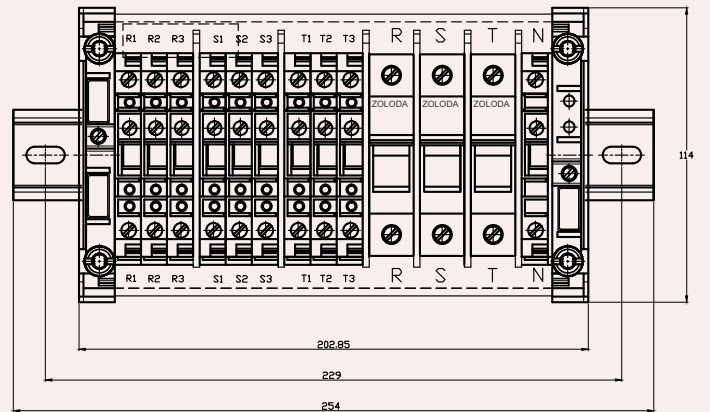 R1 R2 R3 S1 S2 S3 T1 T2 T3 R S T N
ZOLODA ZOLODA ZOLODA
114
R1 R2 R3 S1 S2 S3 T1 T2 T3 R S T N
202.85
229
254